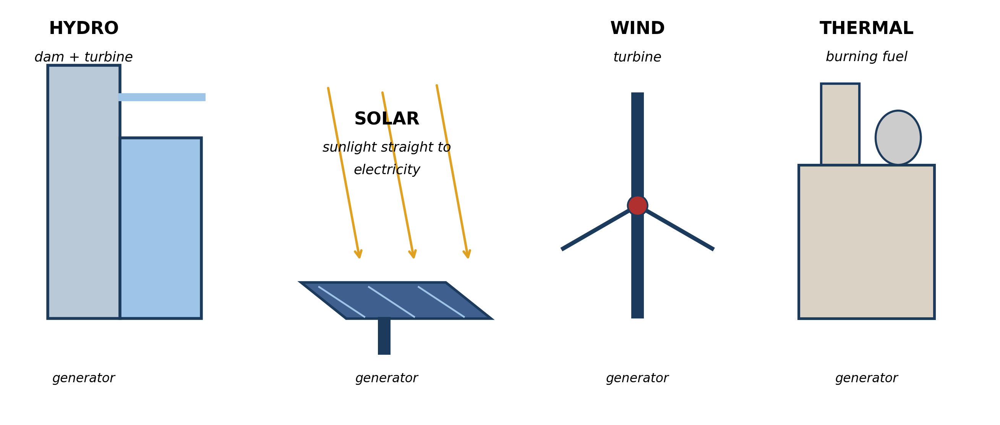 HYDRO
dam + turbine
SOLAR
sunlight straight to
electricity
WIND
turbine
THERMAL
burning fuel
generator
generator
generator
generator